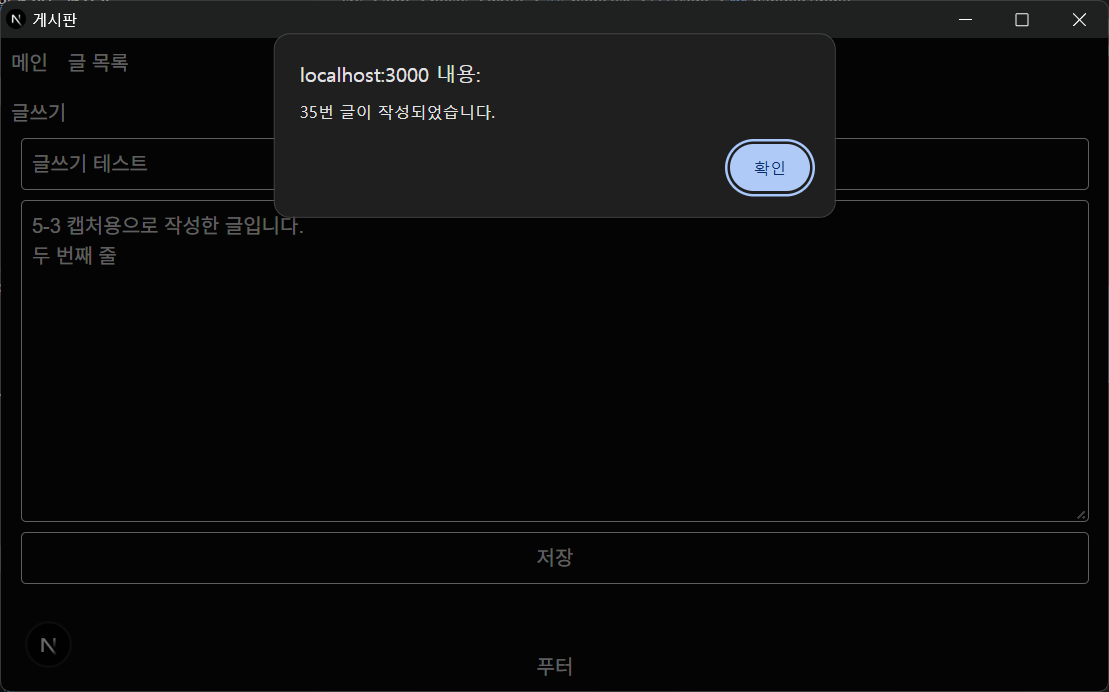 N 게시판
메인 글 목록
localhost:3000 내용:
35번 글이 작성되었습니다.
확인
글쓰기
글쓰기 테스트
5-3 캡처용으로 작성한 글입니다.
두 번째 줄
저장
N
푸터